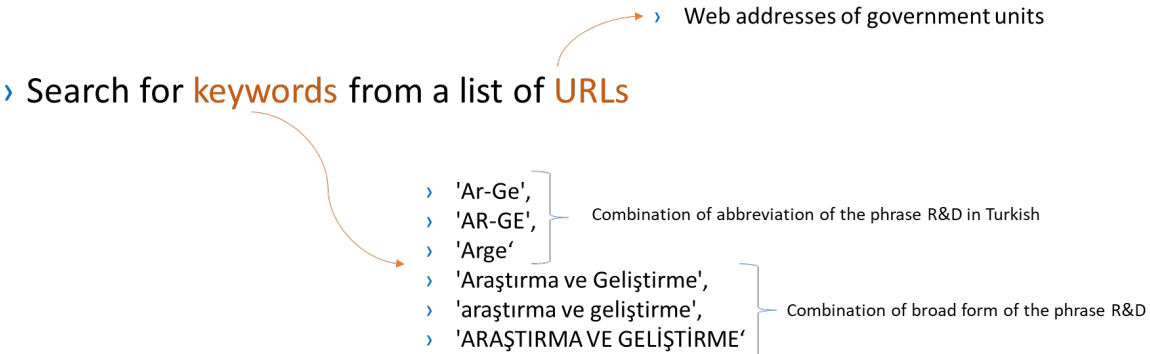 › Web addresses of government units
› Search for keywords from a list of URLs
› 'Ar-Ge',
› 'AR-GE',
› 'Arge‘
Combination of abbreviation of the phrase R&D in Turkish
› 'Araştırma ve Geliştirme',
› 'araştırma ve geliştirme',
› 'ARAŞTIRMA VE GELİŞTİRME‘
Combination of broad form of the phrase R&D